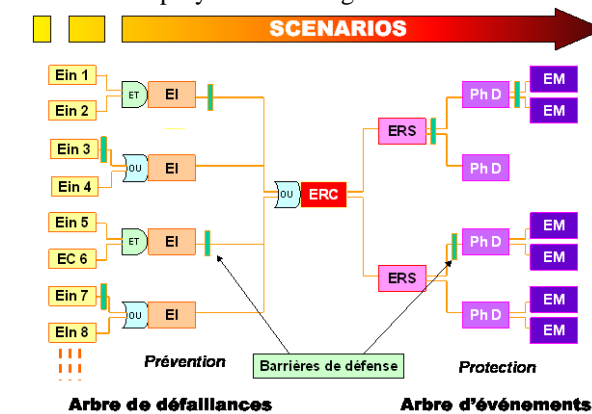 SCENARIOS
Ein 1
Ein 2
ET
EI
Ein 3
Ein 4
OU
EI
Ein 5
EC 6
ET
EI
Ein 7
EIn 8
OU
EI
OU
ERC
ERS
ERS
Ph D
Ph D
Ph D
Ph D
EM
EM
EM
EM
EM
EM
Prévention
Barrières de défense
Protection
Arbre de défaillances
Arbre d'événements